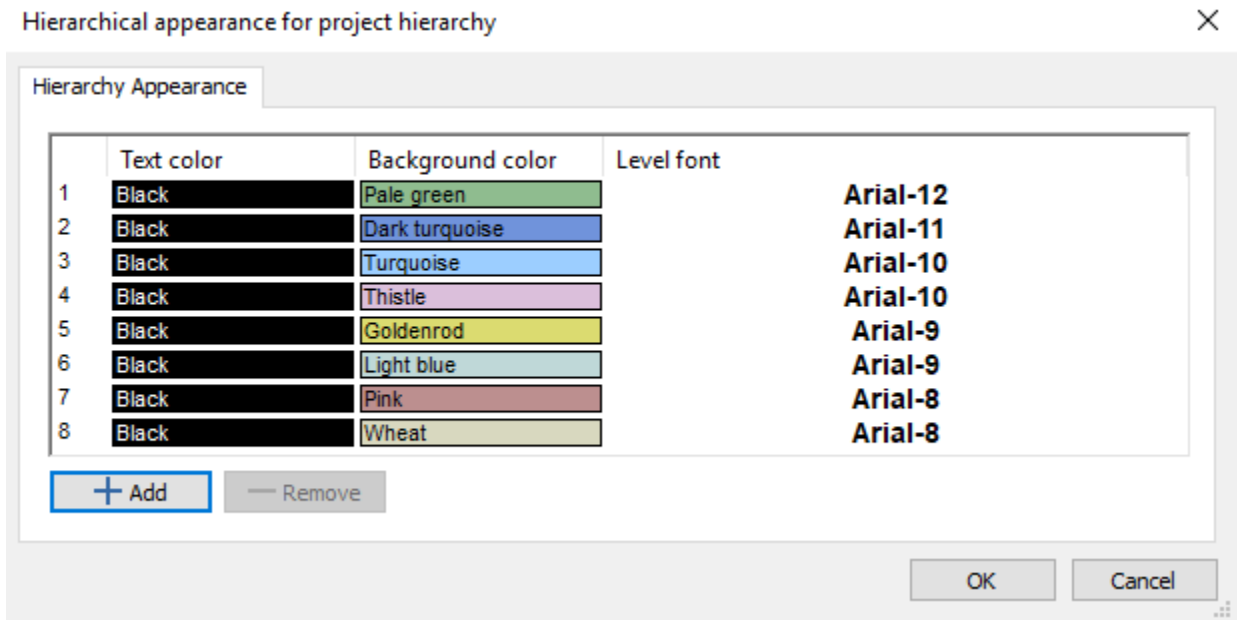 Hierarchical appearance for project hierarchy
Hierarchy Appearance
Text color Background color Level font
1 Black Pale green Arial-12
2 Black Dark turquoise Arial-11
3 Black Turquoise Arial-10
4 Black Thistle Arial-10
5 Black Goldenrod Arial-9
6 Black Light blue Arial-9
7 Black Pink Arial-8
8 Black Wheat Arial-8
Add Remove
OK Cancel